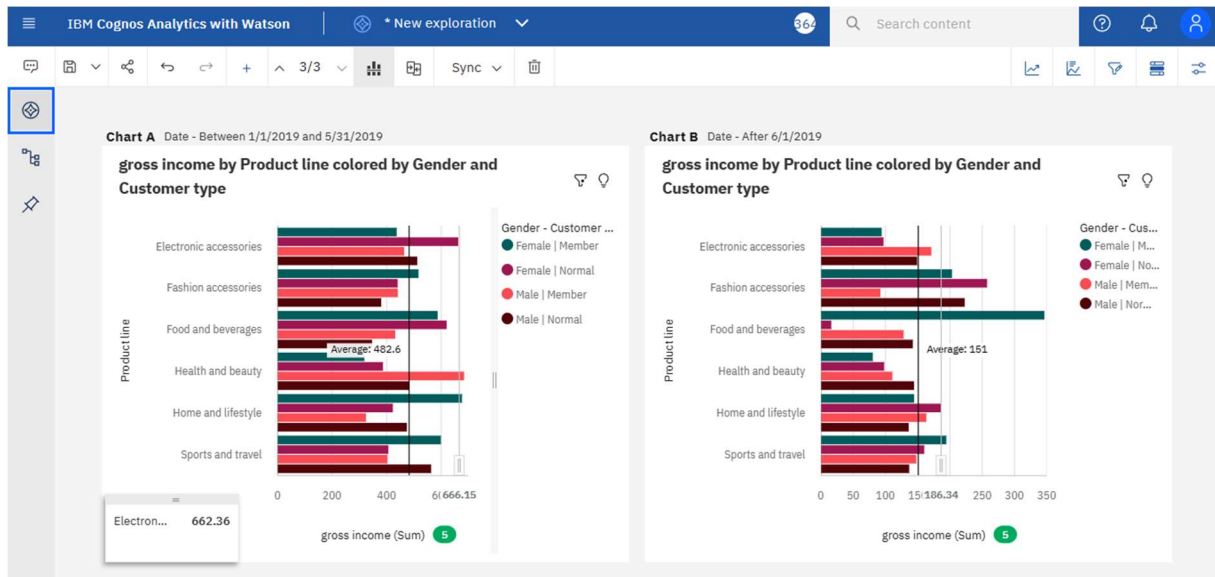 IBM Cognos Analytics with Watson
* New exploration
364
Search content
3/3
Sync
Chart A Date - Between 1/1/2019 and 5/31/2019
gross income by Product line colored by Gender and
Customer type
Gender - Customer ...
Female | Member
Female | Normal
Male | Member
Male | Normal
Product line
Electronic accessories
Fashion accessories
Food and beverages
Average: 482.6
Health and beauty
Home and lifestyle
Sports and travel
0 200 400 6(666.15
gross income (Sum) 5
Electron... 662.36
Chart B Date - After 6/1/2019
gross income by Product line colored by Gender and
Customer type
Gender - Cus...
Female | M...
Female | No...
Male | Mem...
Male | Nor...
Product line
Electronic accessories
Fashion accessories
Food and beverages
Average: 151
Health and beauty
Home and lifestyle
Sports and travel
0 50 100 15(186.34 250 300 350
gross income (Sum) 5